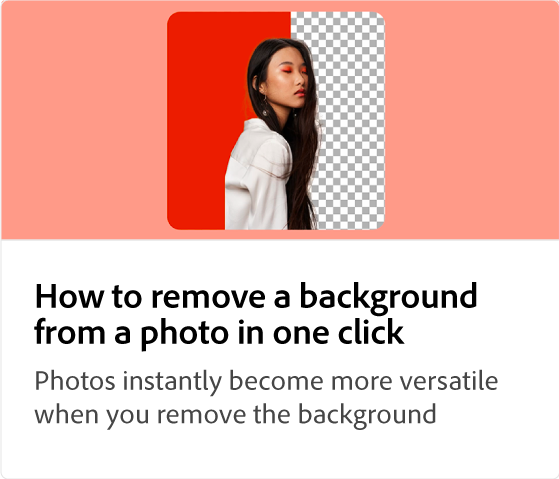 How to remove a background
from a photo in one click
Photos instantly become more versatile
when you remove the background